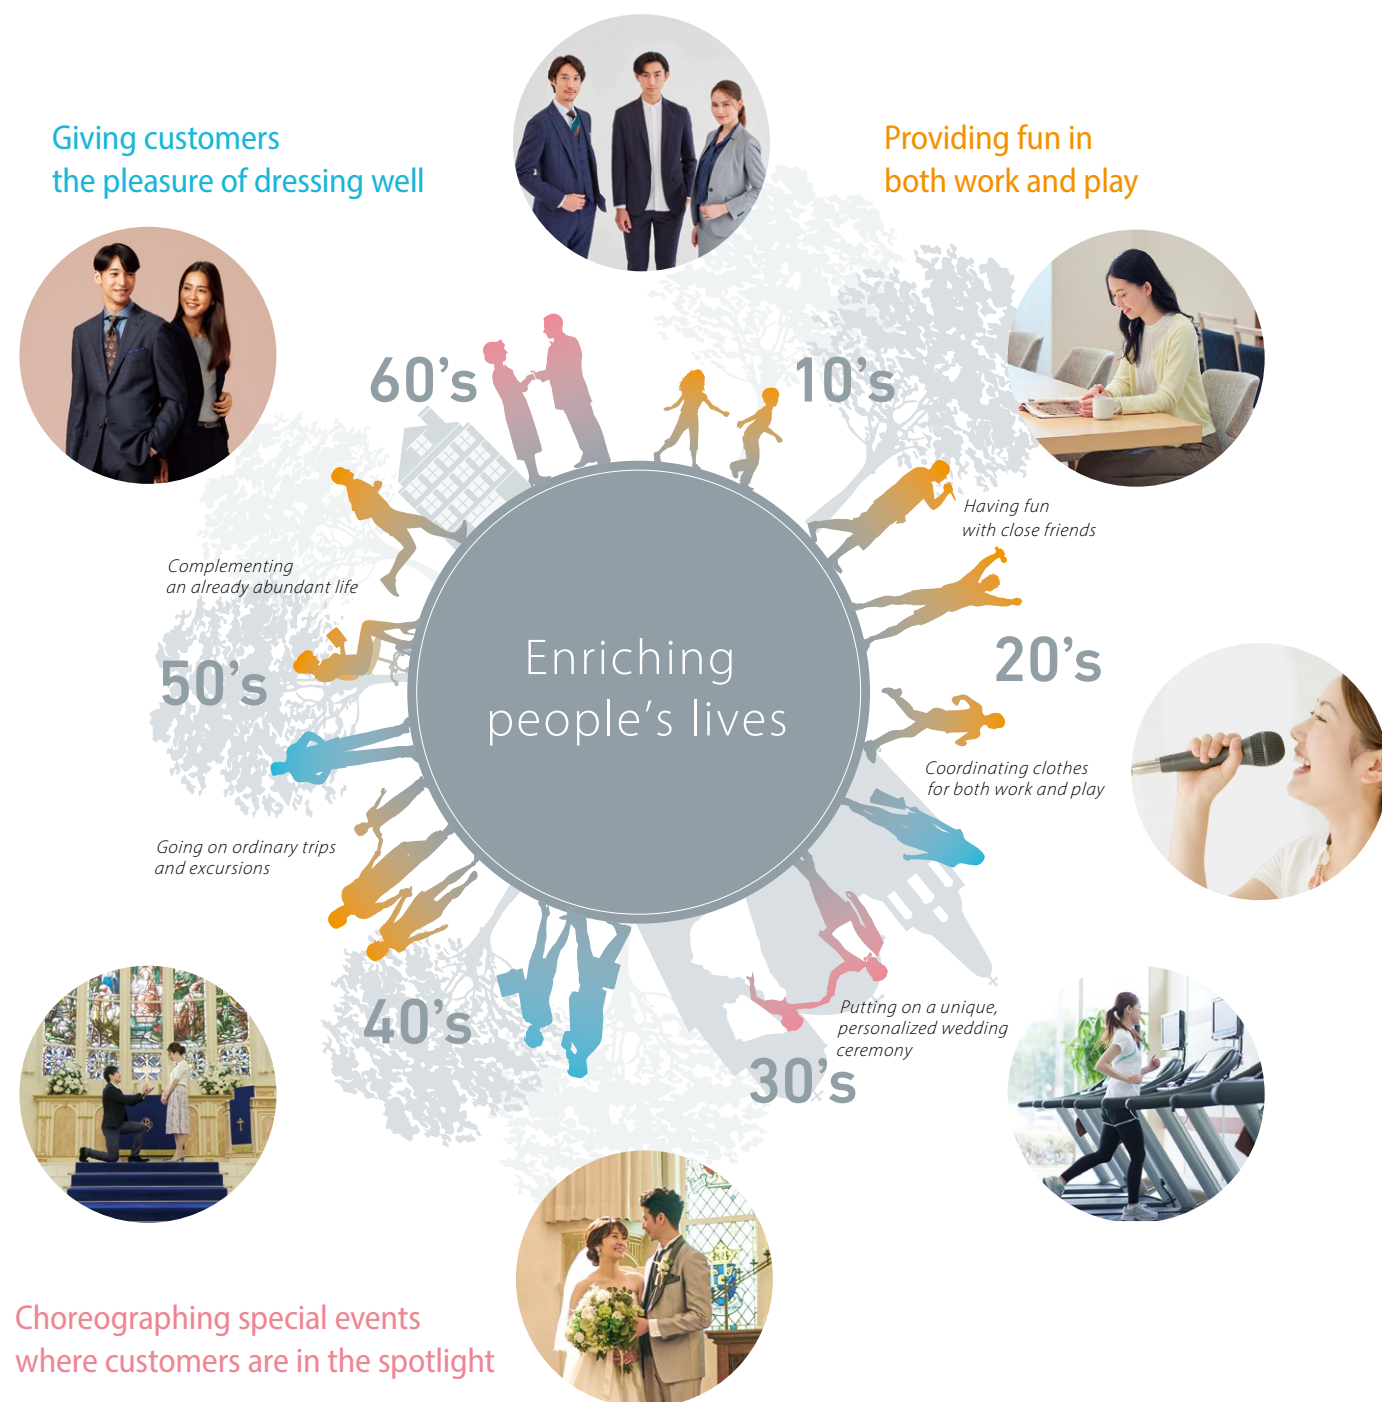 Giving customers
the pleasure of dressing well
Providing fun in
both work and play
60’s
10’s
Having fun
with close friends
Complementing
an already abundant life
Enriching
people’s lives
20’s
50’s
Coordinating clothes
for both work and play
Going on ordinary trips
and excursions
40’s
Putting on a unique,
personalized wedding
ceremony
30’s
Choreographing special events
where customers are in the spotlight